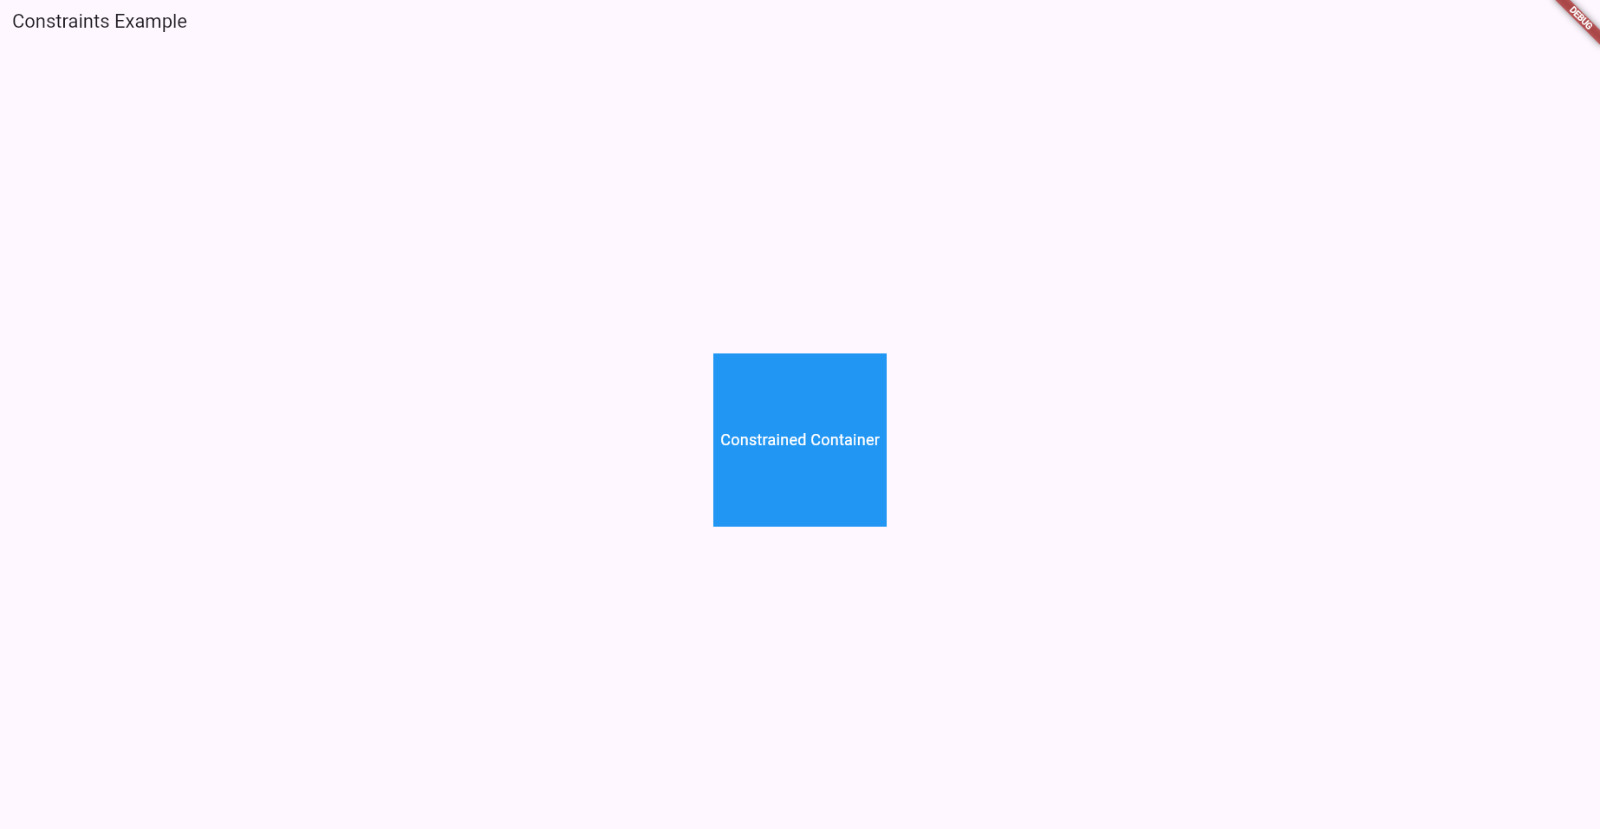 Constraints Example
DEBUG
Constrained Container